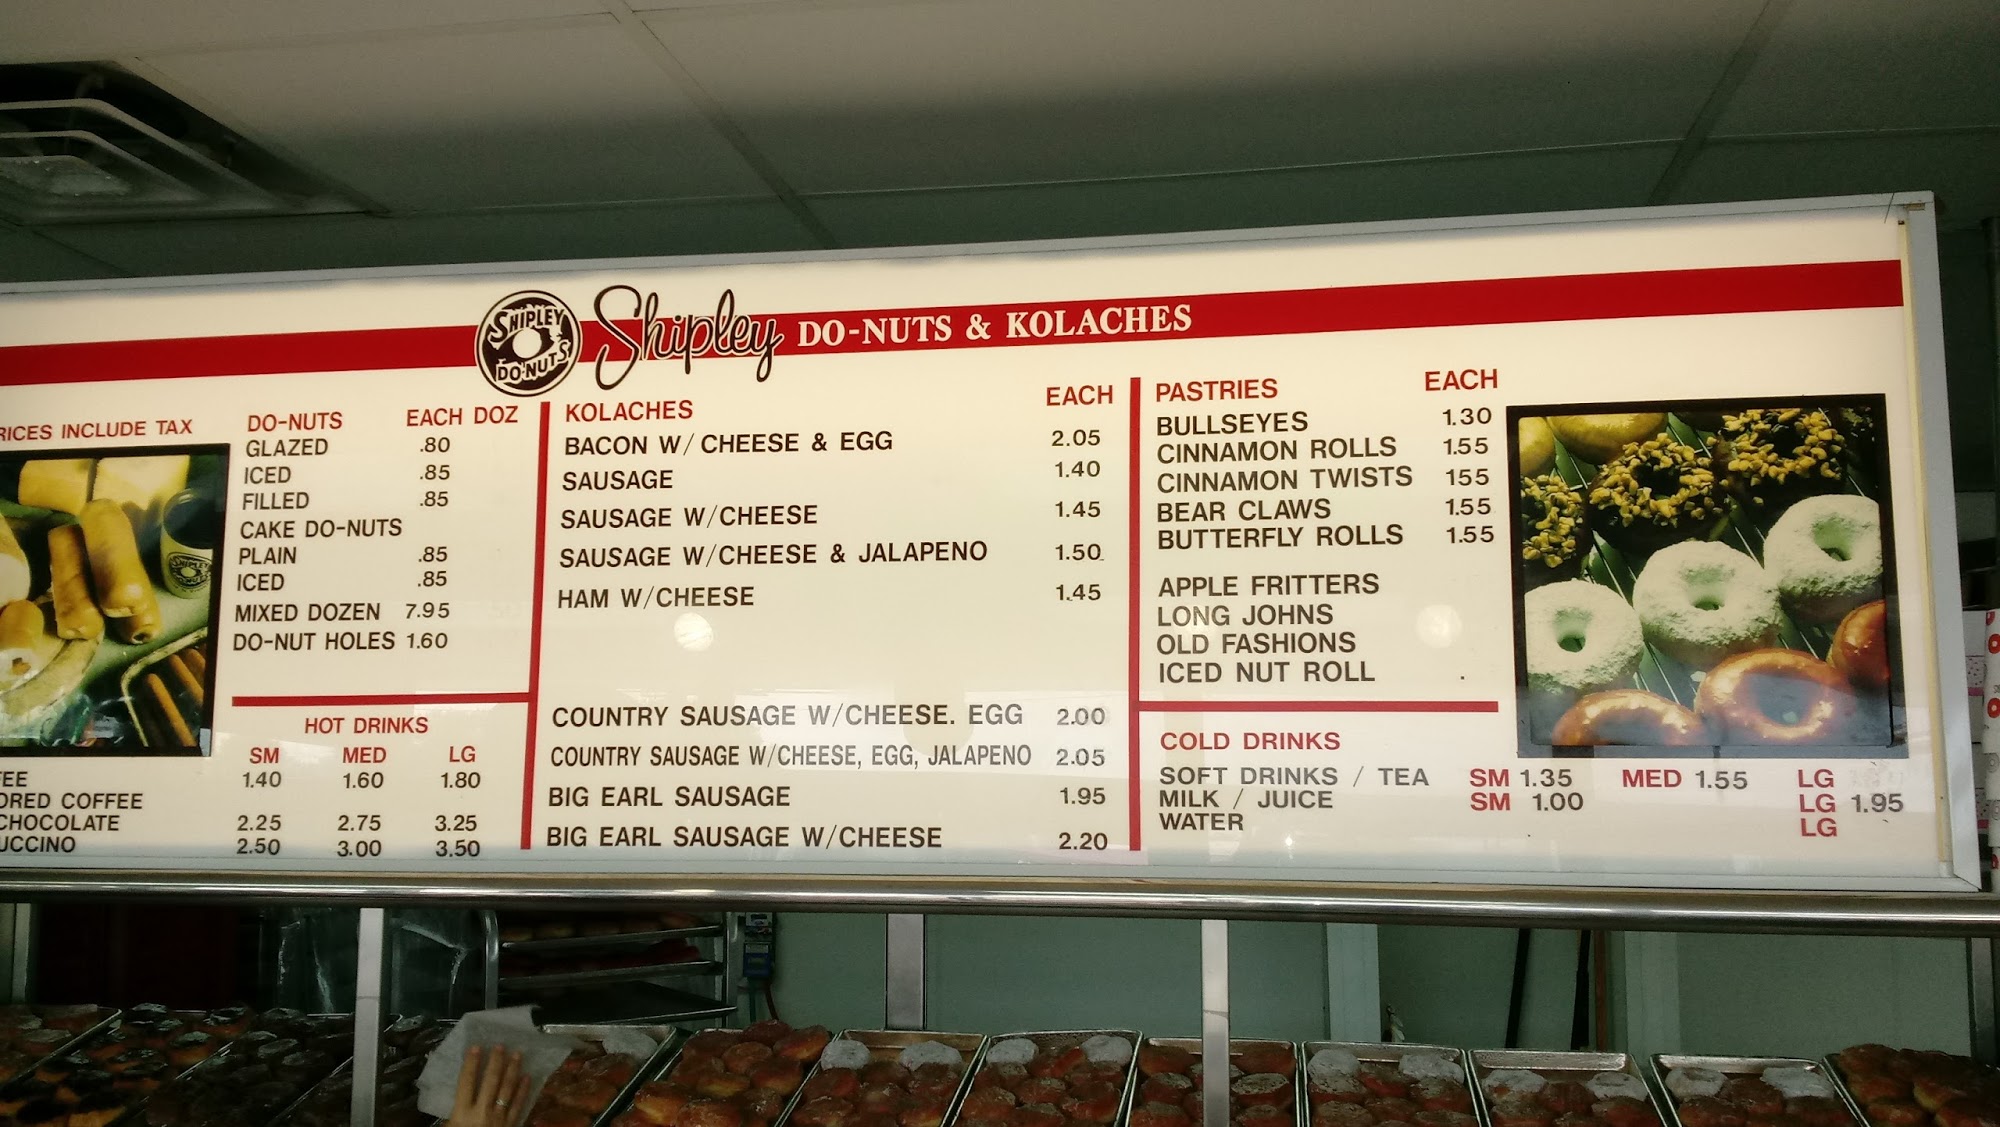 SHIPLEY
DO-NUTS
Shipley DO-NUTS & KOLACHES
INCLUDE TAX
DO-NUTS EACH DOZ
GLAZED .80
ICED .85
FILLED .85
CAKE DO-NUTS
PLAIN .85
ICED .85
MIXED DOZEN 7.95
DO-NUT HOLES 1.60
SHIPLEY
DO-NUTS
HOT DRINKS
SM MED LG
1.40 1.60 1.80
COFFEE
2.25 2.75 3.25
2.50 3.00 3.50
KOLACHES EACH
BACON W/ CHEESE & EGG 2.05
SAUSAGE 1.40
SAUSAGE W/CHEESE 1.45
SAUSAGE W/CHEESE & JALAPENO 1.50
HAM W/CHEESE 1.45
COUNTRY SAUSAGE W/CHEESE. EGG 2.00
COUNTRY SAUSAGE W/CHEESE, EGG, JALAPENO 2.05
BIG EARL SAUSAGE 1.95
BIG EARL SAUSAGE W/CHEESE 2.20
PASTRIES EACH
BULLSEYES 1.30
CINNAMON ROLLS 1.55
CINNAMON TWISTS 155
BEAR CLAWS 1.55
BUTTERFLY ROLLS 1.55
APPLE FRITTERS
LONG JOHNS
OLD FASHIONS
ICED NUT ROLL .
COLD DRINKS
SOFT DRINKS / TEA SM 1.35 MED 1.55 LG
MILK / JUICE SM 1.00 LG 1.95
WATER LG